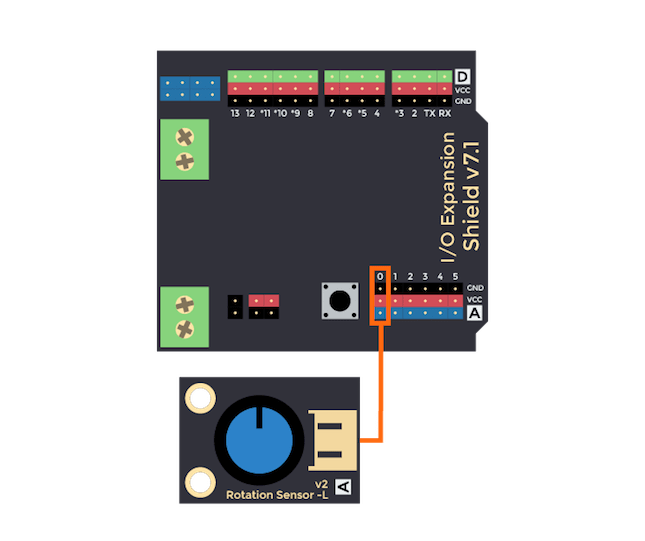 D
VCC
GND
13 12 *11 *10 *9 8 7 *6 *5 4 *3 2 TX RX
I/O Expansion
Shield v7.1
0 1 2 3 4 5
GND
VCC
A
v2
Rotation Sensor -L
A